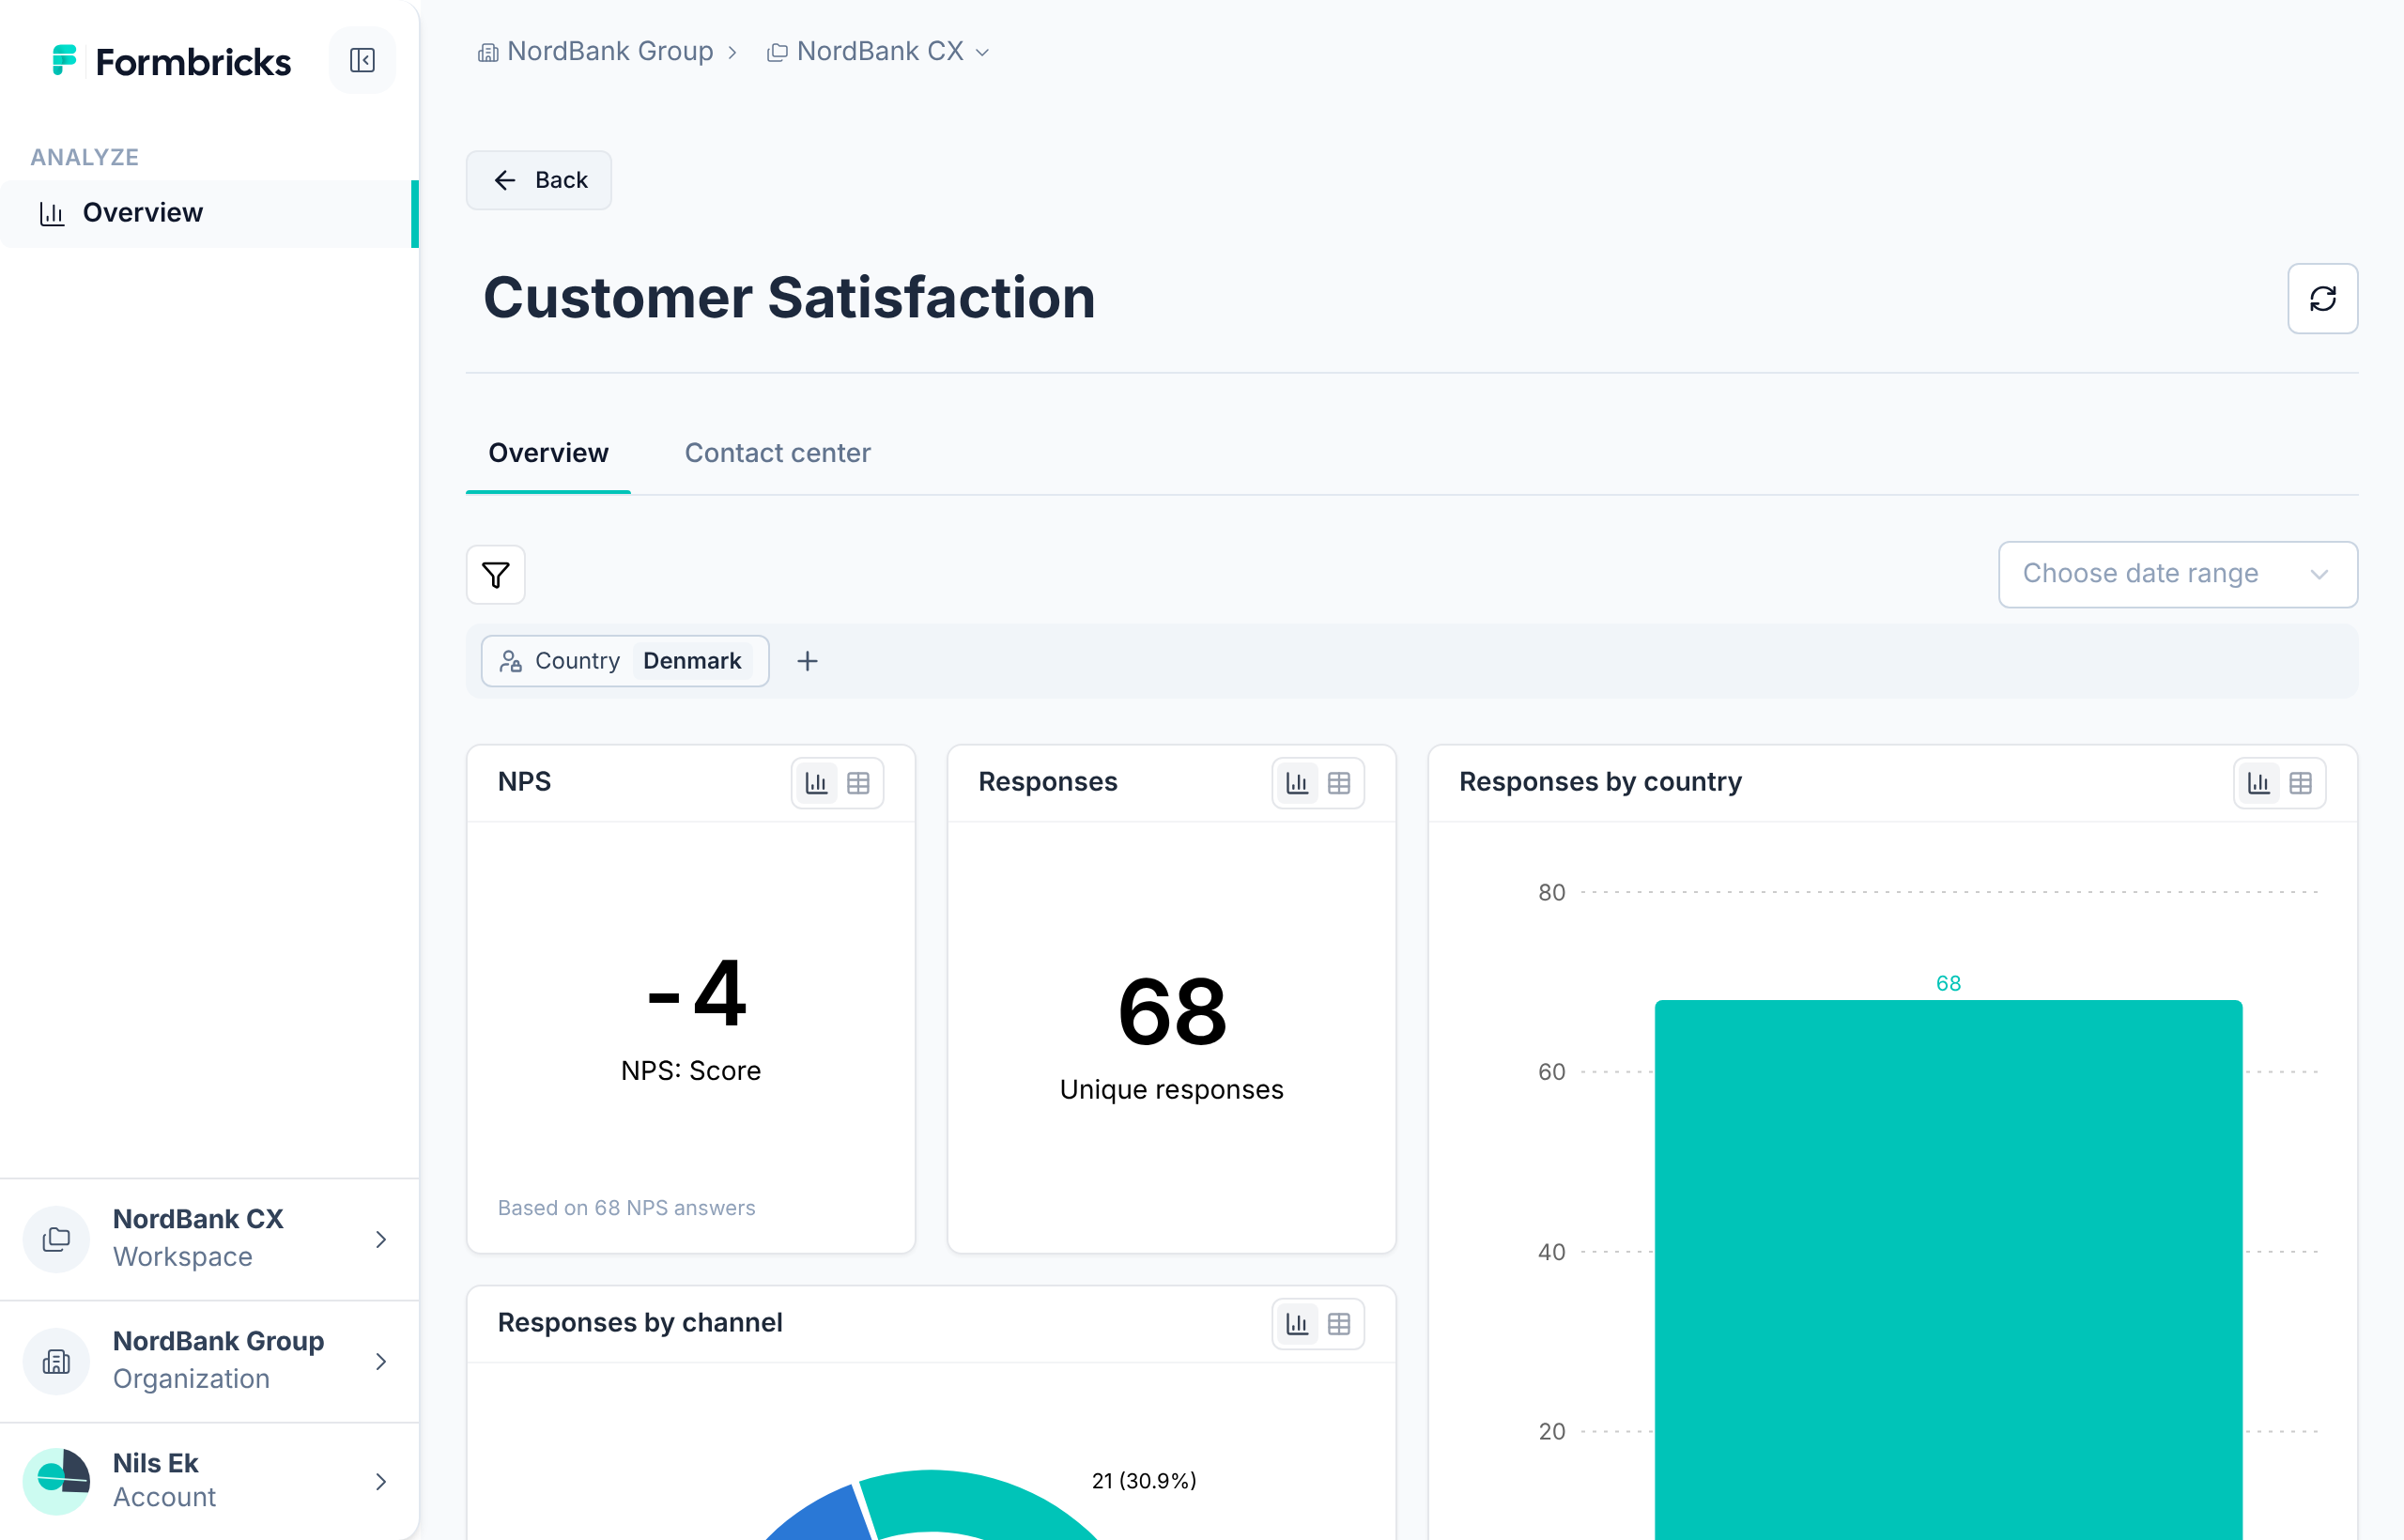 Formbricks
ANALYZE
Overview
NordBank CX
Workspace
NordBank Group
Organization
Nils Ek
Account
NordBank Group
NordBank CX
Back
Customer Satisfaction
Overview
Contact center
Choose date range
Country Denmark
NPS
-4
NPS: Score
Based on 68 NPS answers
Responses
68
Unique responses
Responses by country
80
68
60
40
20
Responses by channel
21 (30.9%)